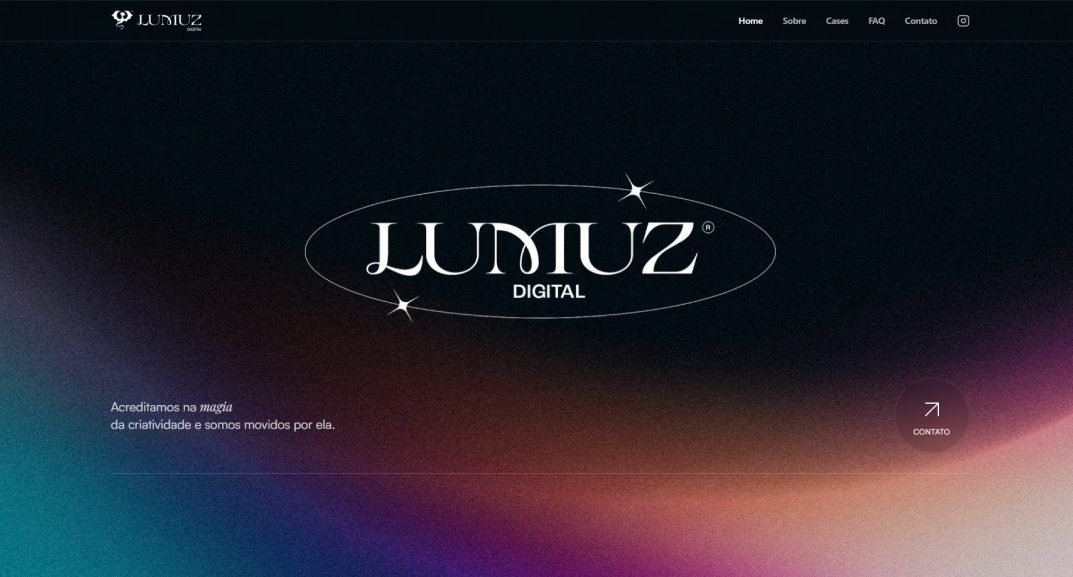 LUMUZ
DIGITAL
Home Sobre Cases FAQ Contato
LUMUZ ®
DIGITAL
Acreditamos na magia
da criatividade e somos movidos por ela.
CONTATO